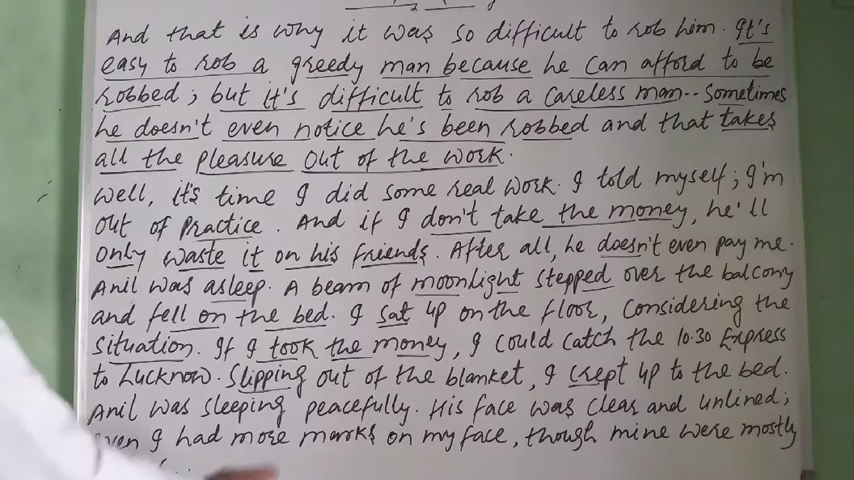 And that is why it was so difficult to rob him. It's
easy to rob a greedy man because he can afford to be
robbed; but it's difficult to rob a careless man.. Sometimes
he doesn't even notice he's been robbed and that takes
all the pleasure out of the work.
Well, it's time I did some real work. I told myself; I'm
out of practice. And if I don't take the money, he'll
only waste it on his friends. After all, he doesn't even pay me.
Anil was asleep. A beam of moonlight stepped over the balcony
and fell on the bed. I sat up on the floor, considering the
situation. If I took the money, I could catch the 10.30 Express
to Lucknow. Slipping out of the blanket, I crept up to the bed.
Anil was sleeping peacefully. His face was clear and unlined;
even I had more marks on my face, though mine were mostly